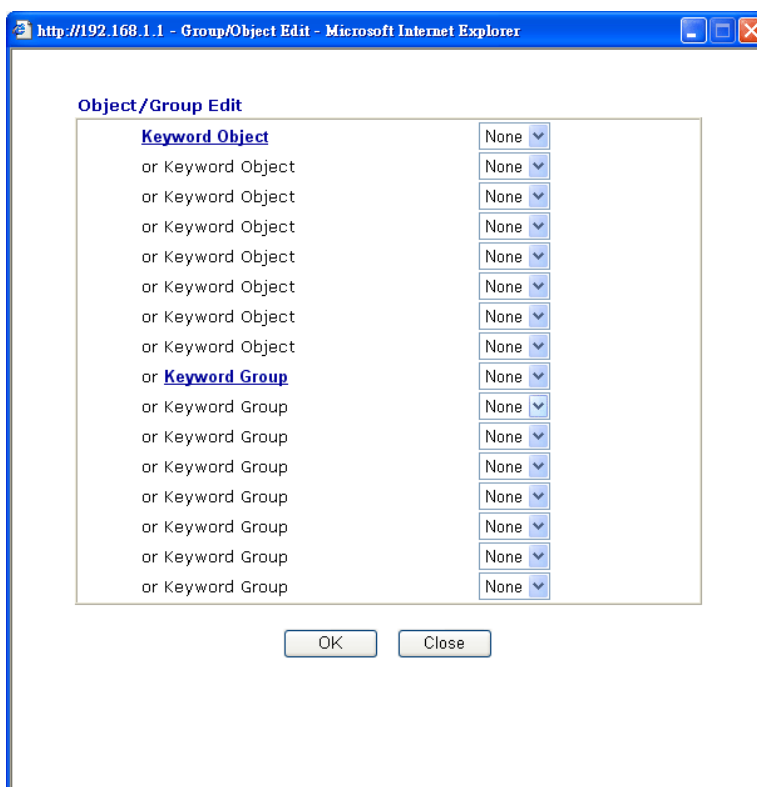 http://192.168.1.1 - Group/Object Edit - Microsoft Internet Explorer
Object/Group Edit
Keyword Object None
or Keyword Object None
or Keyword Object None
or Keyword Object None
or Keyword Object None
or Keyword Object None
or Keyword Object None
or Keyword Object None
or Keyword Group None
or Keyword Group None
or Keyword Group None
or Keyword Group None
or Keyword Group None
or Keyword Group None
or Keyword Group None
or Keyword Group None
OK Close